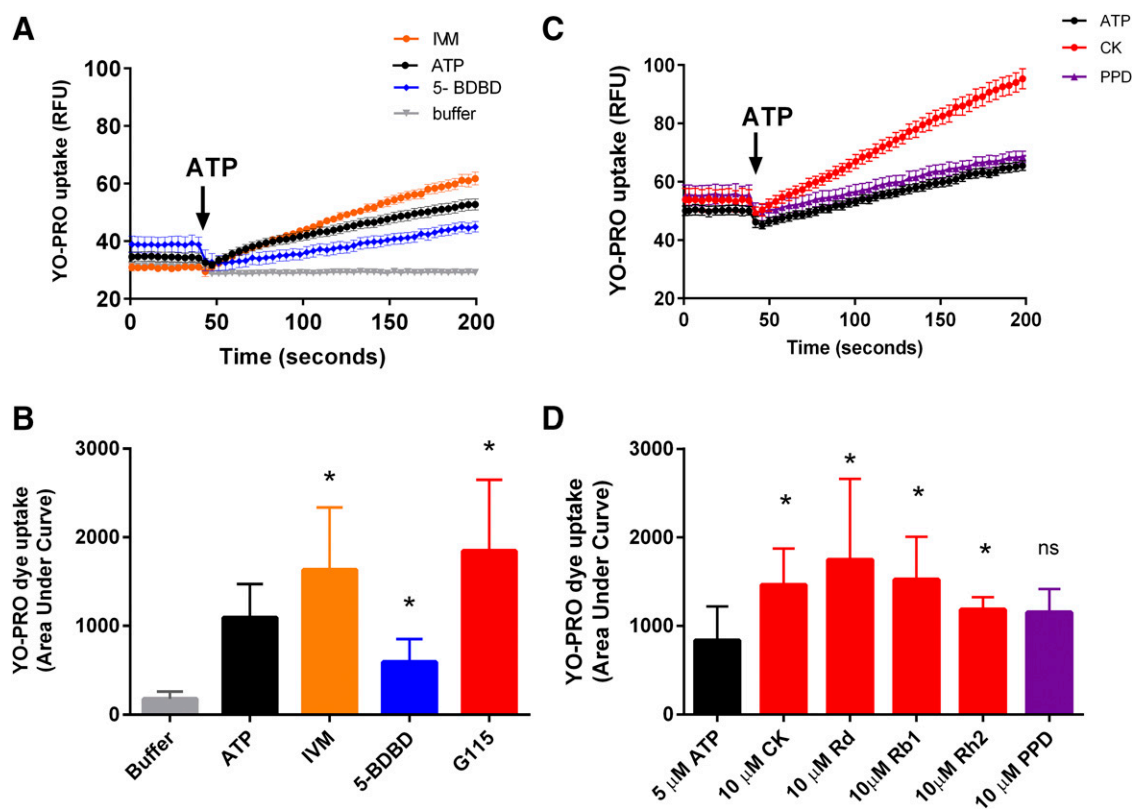 A
IVM
ATP
5- BDBD
buffer
YO-PRO uptake (RFU)
100
80
60
40
20
ATP
0
50
100
150
200
Time (seconds)
C
ATP
CK
PPD
YO-PRO uptake (RFU)
100
80
60
40
20
ATP
0
50
100
150
200
Time (seconds)
B
YO-PRO dye uptake
(Area Under Curve)
3000
2000
1000
0
*
*
*
Buffer
ATP
IVM
5-BDBD
G115
D
YO-PRO dye uptake
(Area Under Curve)
3000
2000
1000
0
*
*
*
*
ns
5 μM ATP
10 μM CK
10 μM Rd
10μM Rb1
10μM Rh2
10 μM PPD